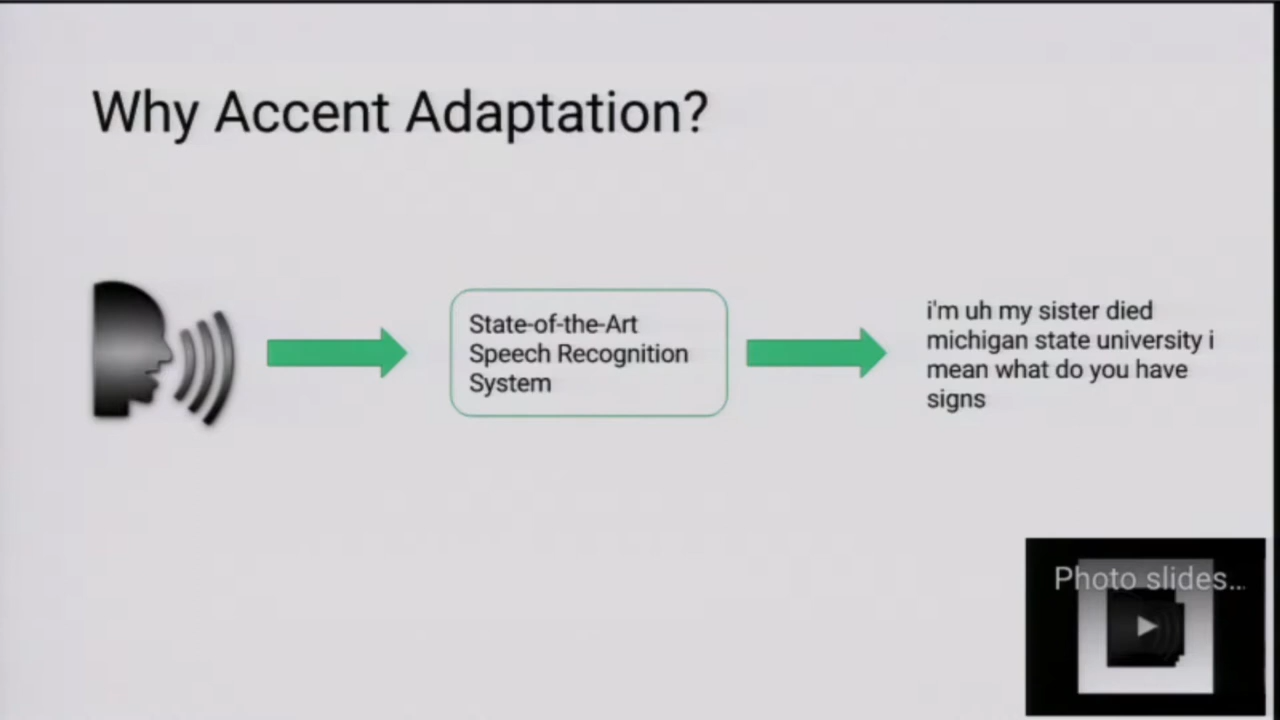 Why Accent Adaptation?
State-of-the-Art
Speech Recognition
System
i'm uh my sister died
michigan state university i
mean what do you have
signs
Photo slides...